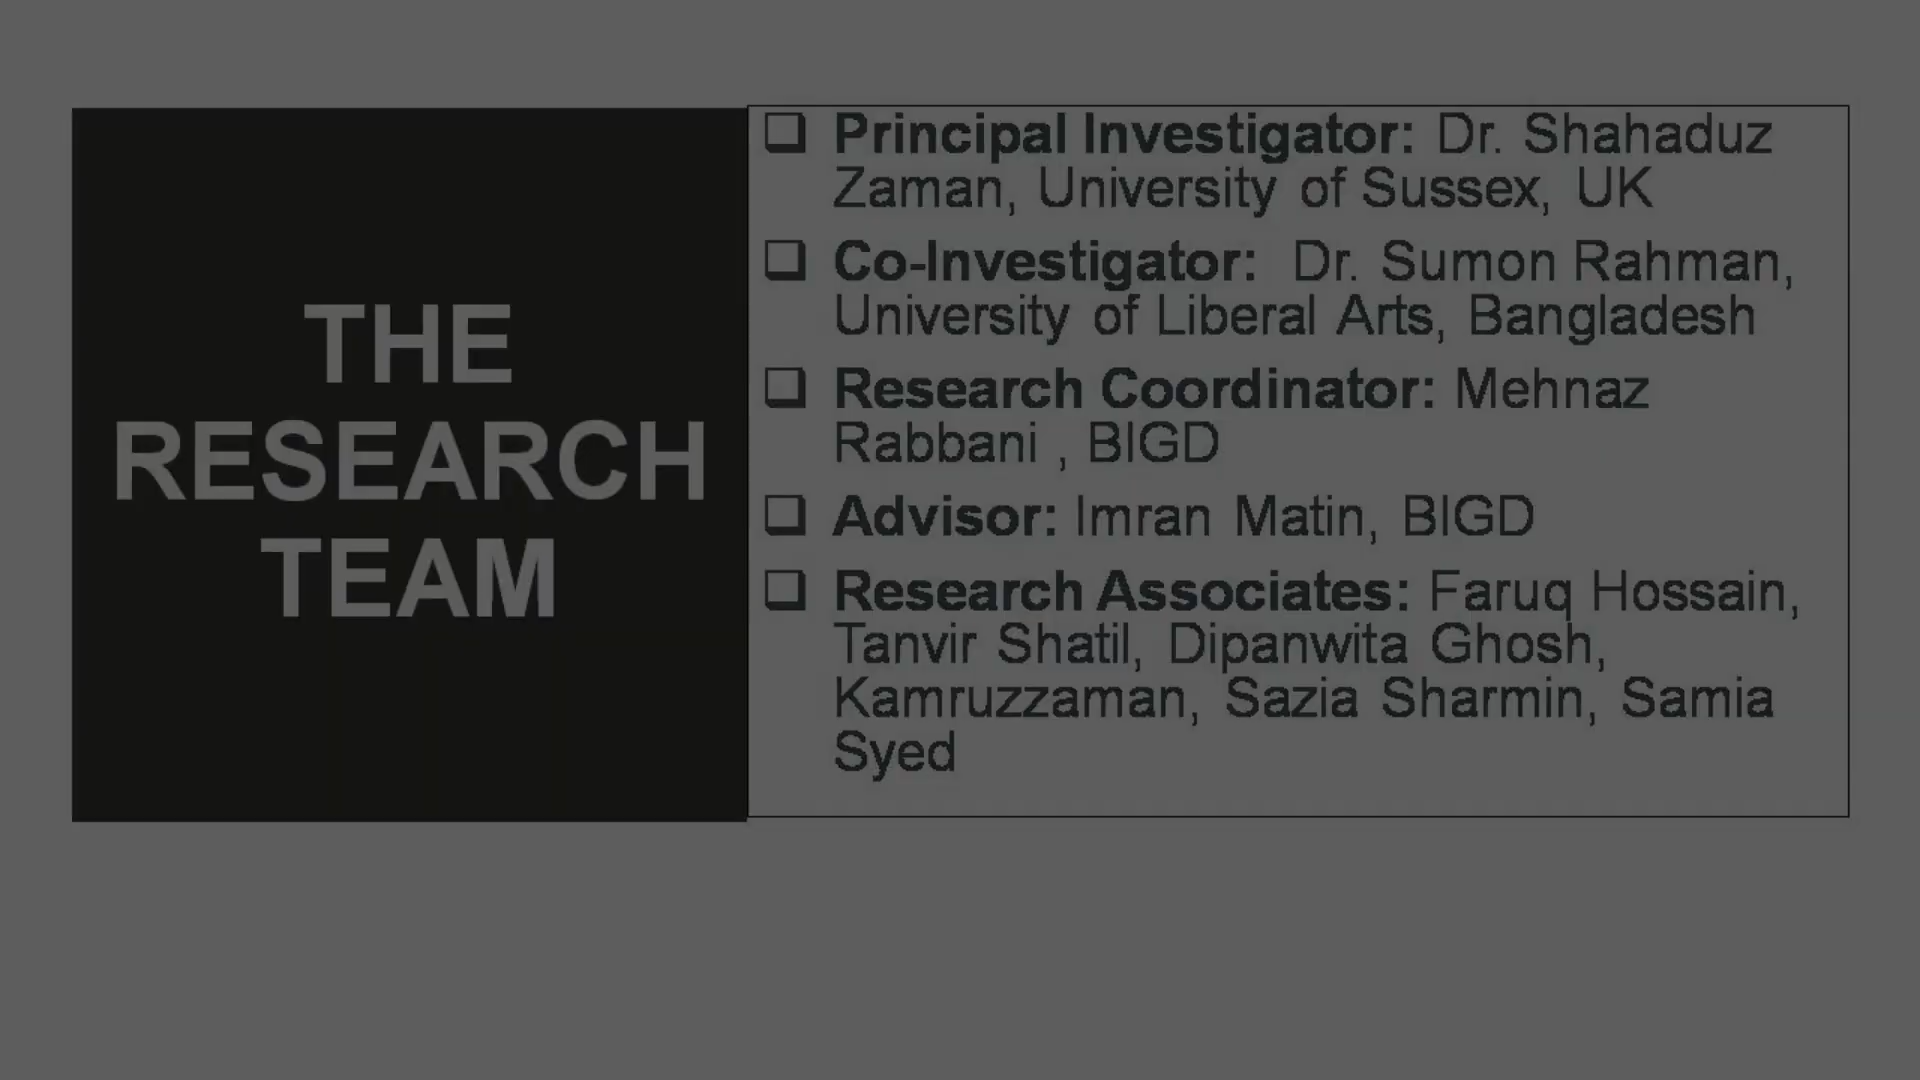 THE
RESEARCH
TEAM
❑ Principal Investigator: Dr. Shahaduz
Zaman, University of Sussex, UK
❑ Co-Investigator: Dr. Sumon Rahman,
University of Liberal Arts, Bangladesh
❑ Research Coordinator: Mehnaz
Rabbani , BIGD
❑ Advisor: Imran Matin, BIGD
❑ Research Associates: Faruq Hossain,
Tanvir Shatil, Dipanwita Ghosh,
Kamruzzaman, Sazia Sharmin, Samia
Syed